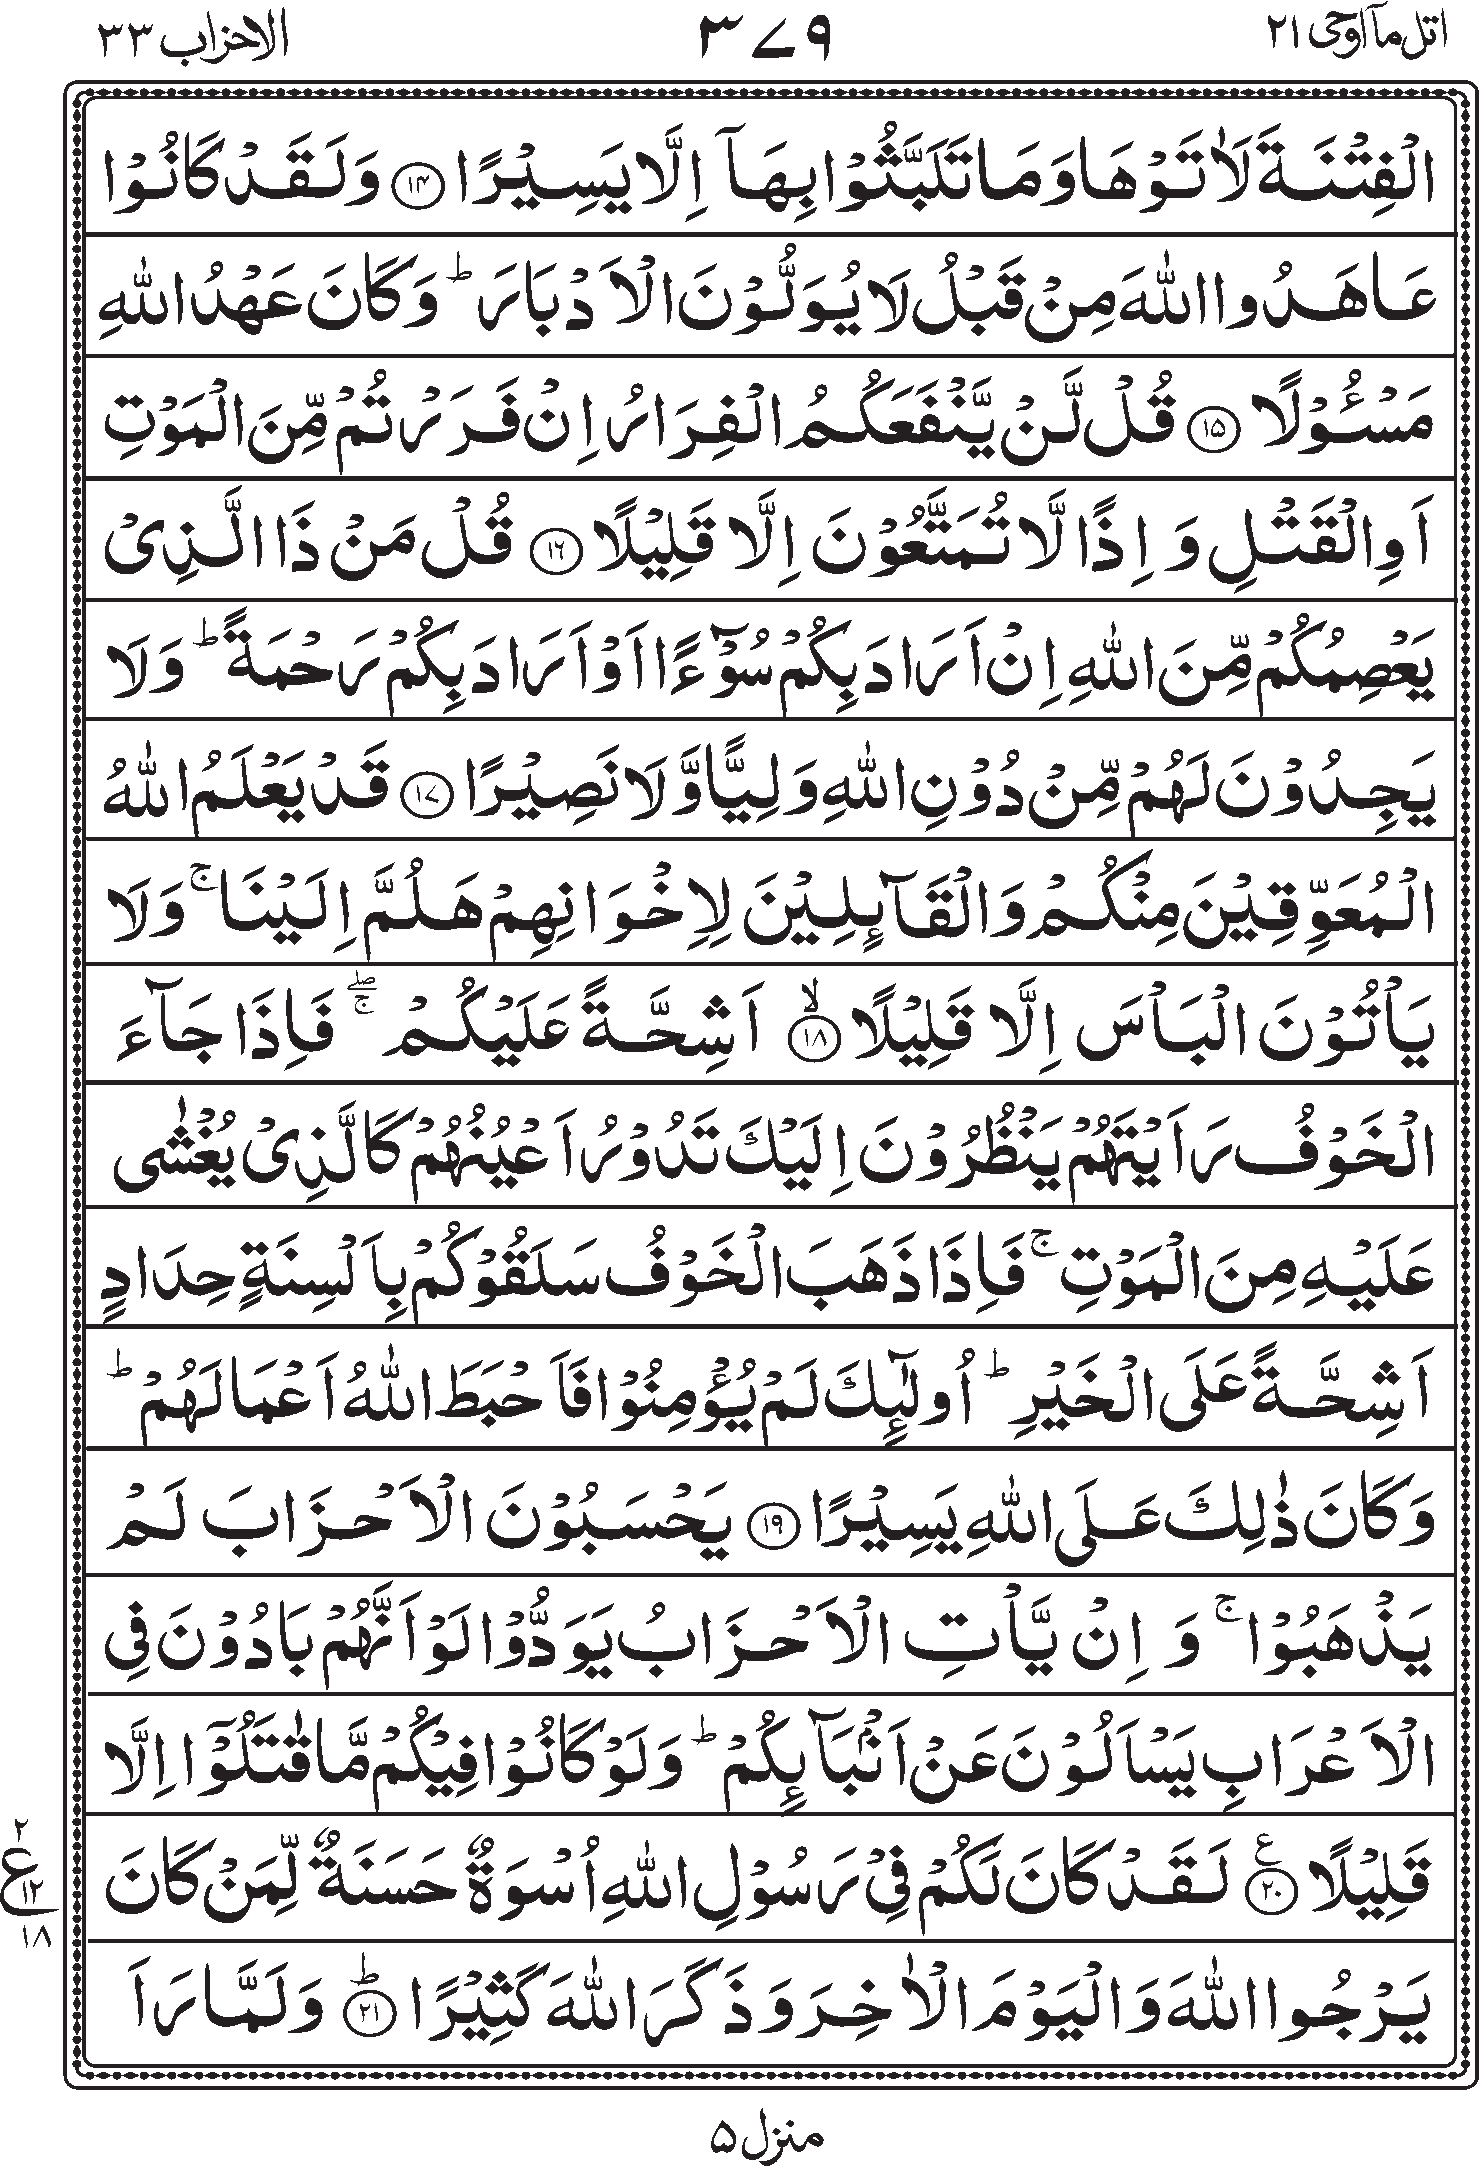 اتل مآ اوحی ۲۱ ۳۷۹ الاحزاب ۳۳
الْفِتْنَةَ لَاٰتَوْهَا وَمَا تَلَبَّثُوْا بِهَآ اِلَّا يَسِيْرًا ۝۱۴ وَلَقَدْ كَانُوْا
عَاهَدُوا اللّٰهَ مِنْ قَبْلُ لَا يُوَلُّوْنَ الْاَدْبَارَ ؕ وَكَانَ عَهْدُ اللّٰهِ
مَسْـُٔوْلًا ۝۱۵ قُلْ لَّنْ يَّنْفَعَكُمُ الْفِرَارُ اِنْ فَرَرْتُمْ مِّنَ الْمَوْتِ
اَوِ الْقَتْلِ وَ اِذًا لَّا تُمَتَّعُوْنَ اِلَّا قَلِيْلًا ۝۱۶ قُلْ مَنْ ذَا الَّذِىْ
يَعْصِمُكُمْ مِّنَ اللّٰهِ اِنْ اَرَادَ بِكُمْ سُوْٓءًا اَوْ اَرَادَ بِكُمْ رَحْمَةً ؕ وَلَا
يَجِدُوْنَ لَهُمْ مِّنْ دُوْنِ اللّٰهِ وَلِيًّا وَّلَا نَصِيْرًا ۝۱۷ قَدْ يَعْلَمُ اللّٰهُ
الْمُعَوِّقِيْنَ مِنْكُمْ وَالْقَآئِلِيْنَ لِاِخْوَانِهِمْ هَلُمَّ اِلَيْنَا ۚ وَلَا
يَاْتُوْنَ الْبَاْسَ اِلَّا قَلِيْلًا ۝۱۸ۙ اَشِحَّةً عَلَيْكُمْ ۖۚ فَاِذَا جَآءَ
الْخَوْفُ رَاَيْتَهُمْ يَنْظُرُوْنَ اِلَيْكَ تَدُوْرُ اَعْيُنُهُمْ كَالَّذِىْ يُغْشٰى
عَلَيْهِ مِنَ الْمَوْتِ ۚ فَاِذَا ذَهَبَ الْخَوْفُ سَلَقُوْكُمْ بِاَلْسِنَةٍ حِدَادٍ
اَشِحَّةً عَلَى الْخَيْرِ ؕ اُولٰٓئِكَ لَمْ يُؤْمِنُوْا فَاَحْبَطَ اللّٰهُ اَعْمَالَهُمْ ؕ
وَكَانَ ذٰلِكَ عَلَى اللّٰهِ يَسِيْرًا ۝۱۹ يَحْسَبُوْنَ الْاَحْزَابَ لَمْ
يَذْهَبُوْا ۚ وَ اِنْ يَّاْتِ الْاَحْزَابُ يَوَدُّوْا لَوْ اَنَّهُمْ بَادُوْنَ فِى
الْاَعْرَابِ يَسْاَلُوْنَ عَنْ اَنْۢبَآئِكُمْ ؕ وَلَوْ كَانُوْا فِيْكُمْ مَّا قٰتَلُوْٓا اِلَّا
قَلِيْلًا ۝۲۰ ع لَقَدْ كَانَ لَكُمْ فِىْ رَسُوْلِ اللّٰهِ اُسْوَةٌ حَسَنَةٌ لِّمَنْ كَانَ
۲ ع ۱۲ ۱۸
يَرْجُوا اللّٰهَ وَالْيَوْمَ الْاٰخِرَ وَ ذَكَرَ اللّٰهَ كَثِيْرًا ۝۲۱ؕ وَلَمَّا رَاَ
منزل ۵